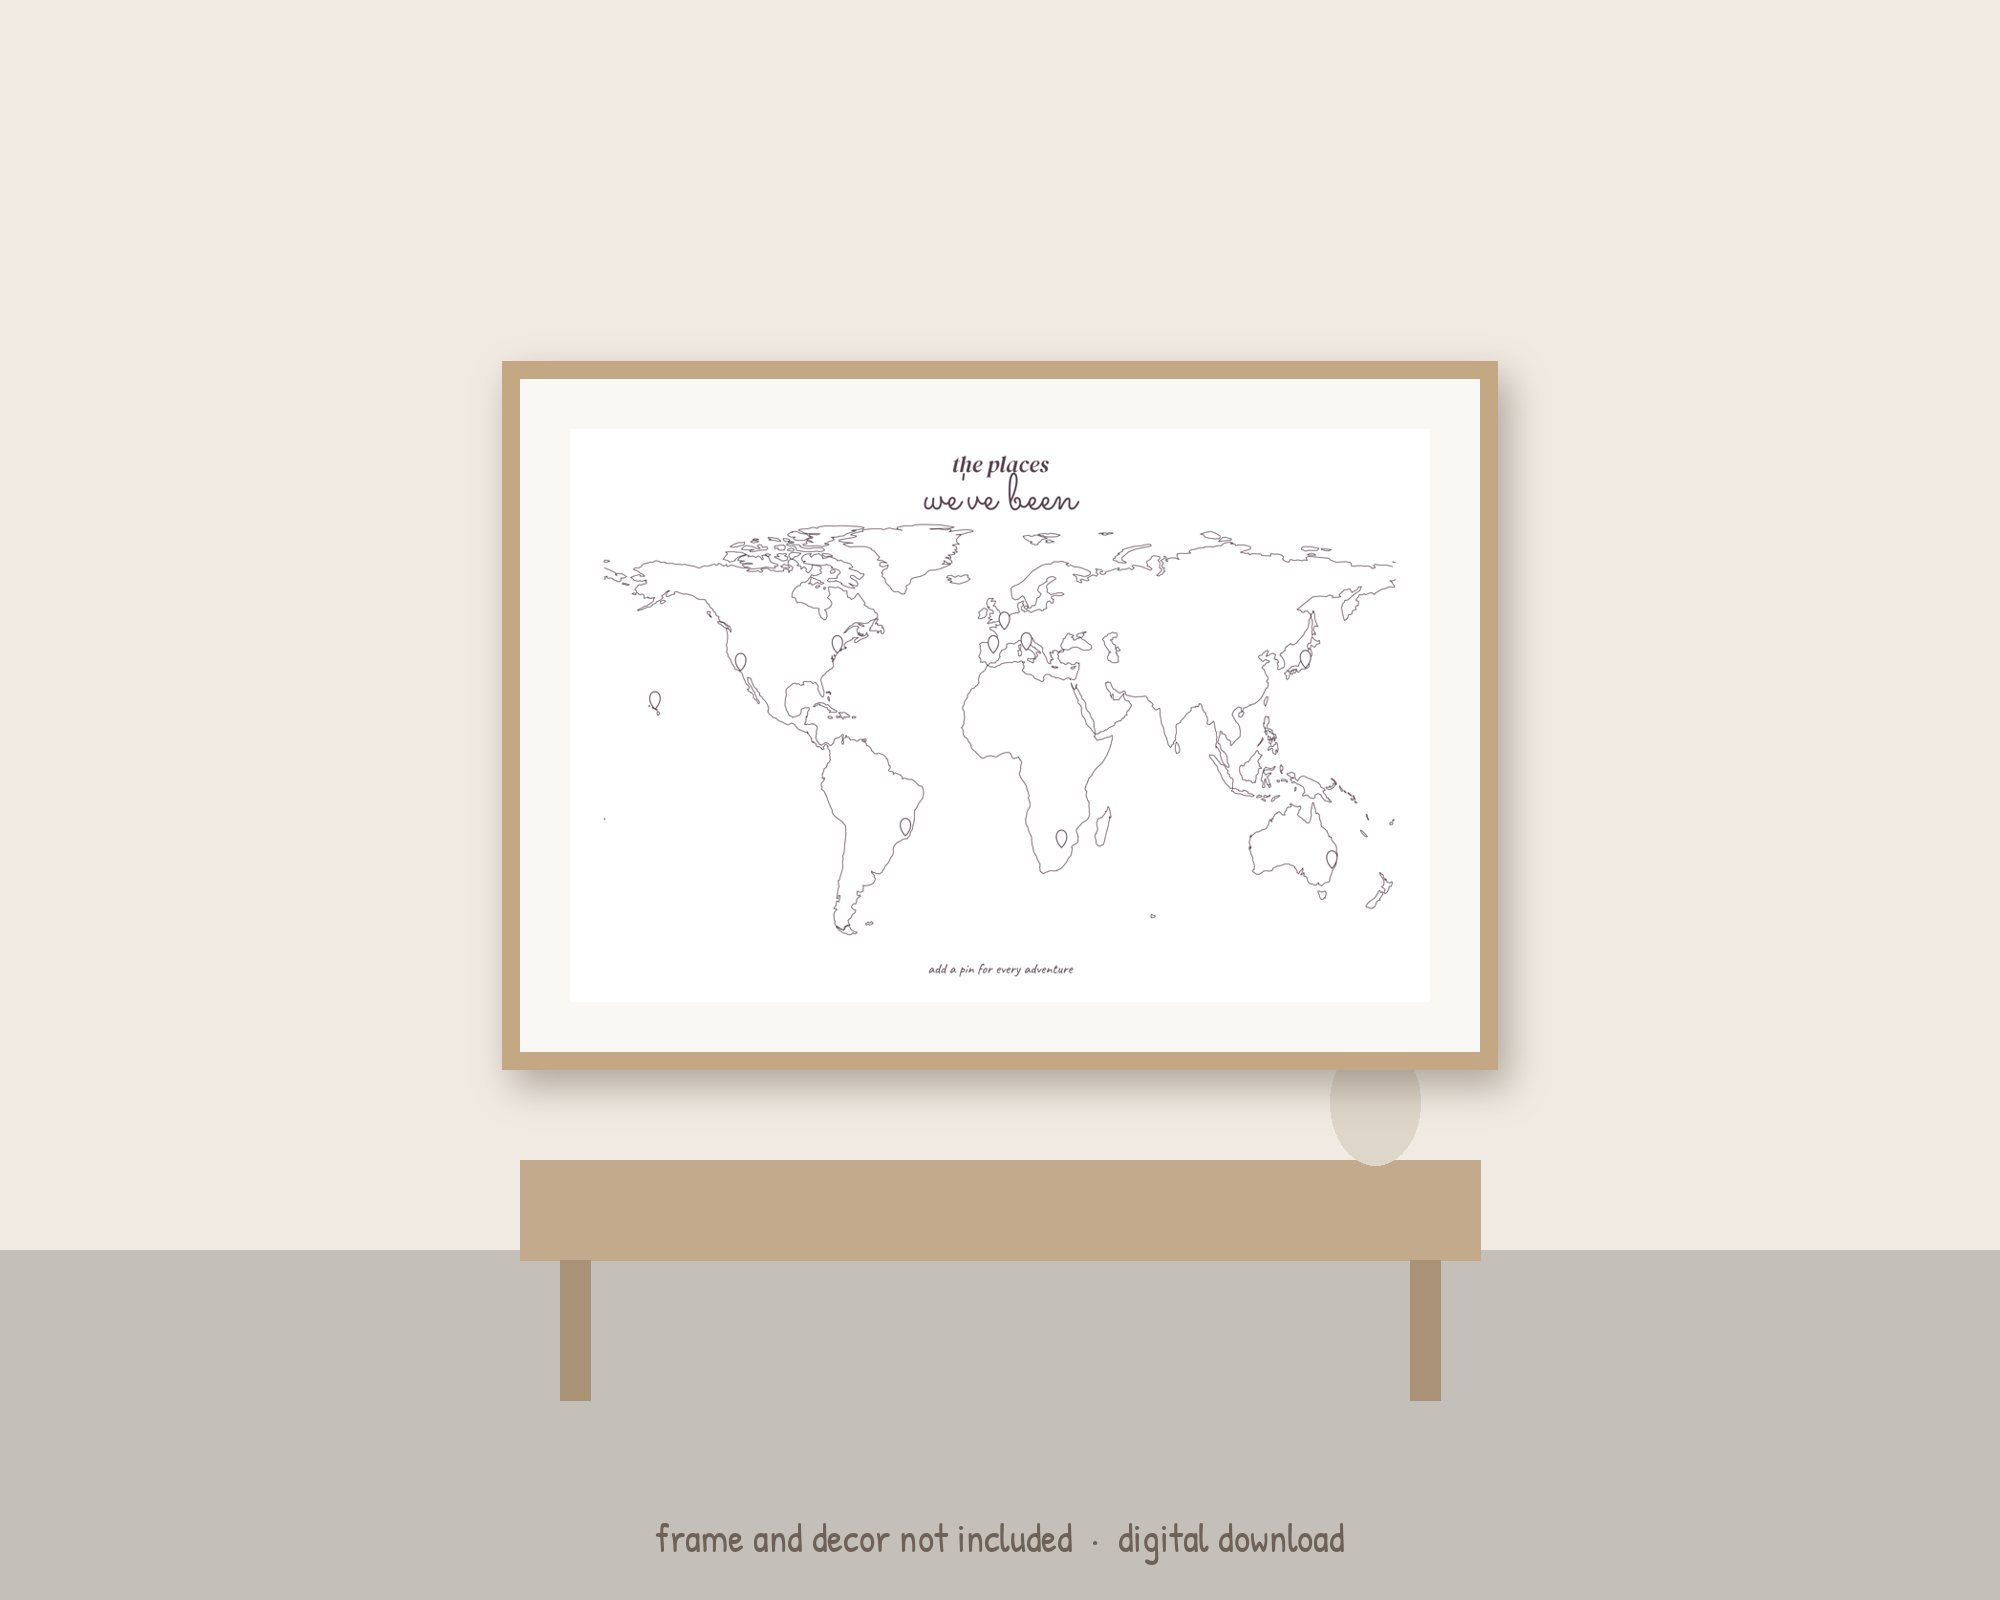 the places
we've been
add a pin for every adventure
frame and decor not included · digital download